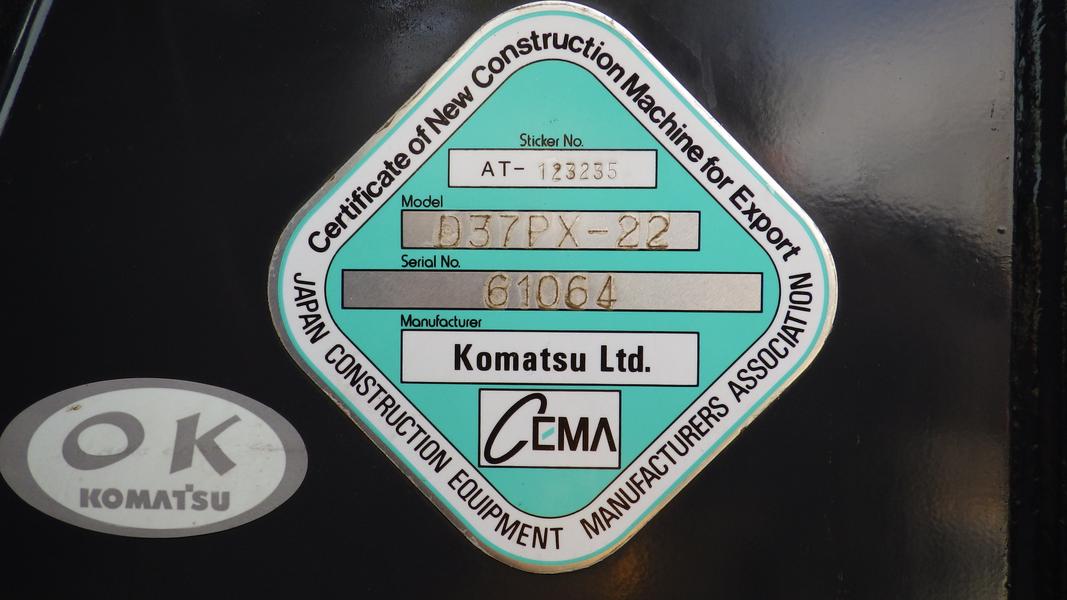 Certificate of New Construction Machine for Export
Sticker No.
AT- 123235
Model
D37PX-22
Serial No.
61064
Manufacturer
Komatsu Ltd.
CEMA
JAPAN CONSTRUCTION EQUIPMENT MANUFACTURERS ASSOCIATION
OK
KOMATSU